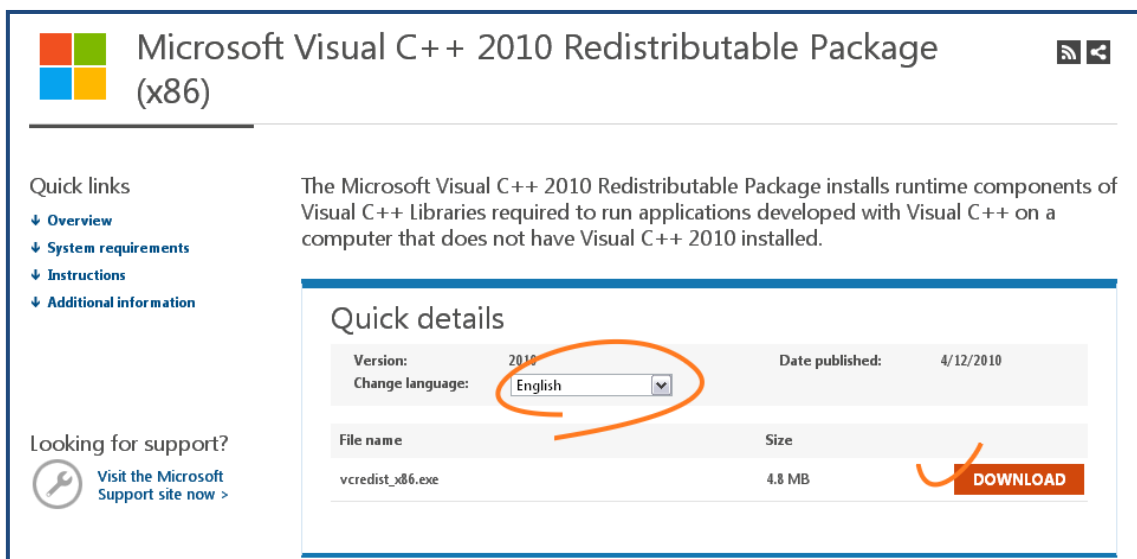 Microsoft Visual C++ 2010 Redistributable Package
(x86)
Quick links
Overview
System requirements
Instructions
Additional information
Looking for support?
Visit the Microsoft
Support site now >
The Microsoft Visual C++ 2010 Redistributable Package installs runtime components of
Visual C++ Libraries required to run applications developed with Visual C++ on a
computer that does not have Visual C++ 2010 installed.
Quick details
Version: 2010 Date published: 4/12/2010
Change language: English
File name Size
vcredist_x86.exe 4.8 MB DOWNLOAD